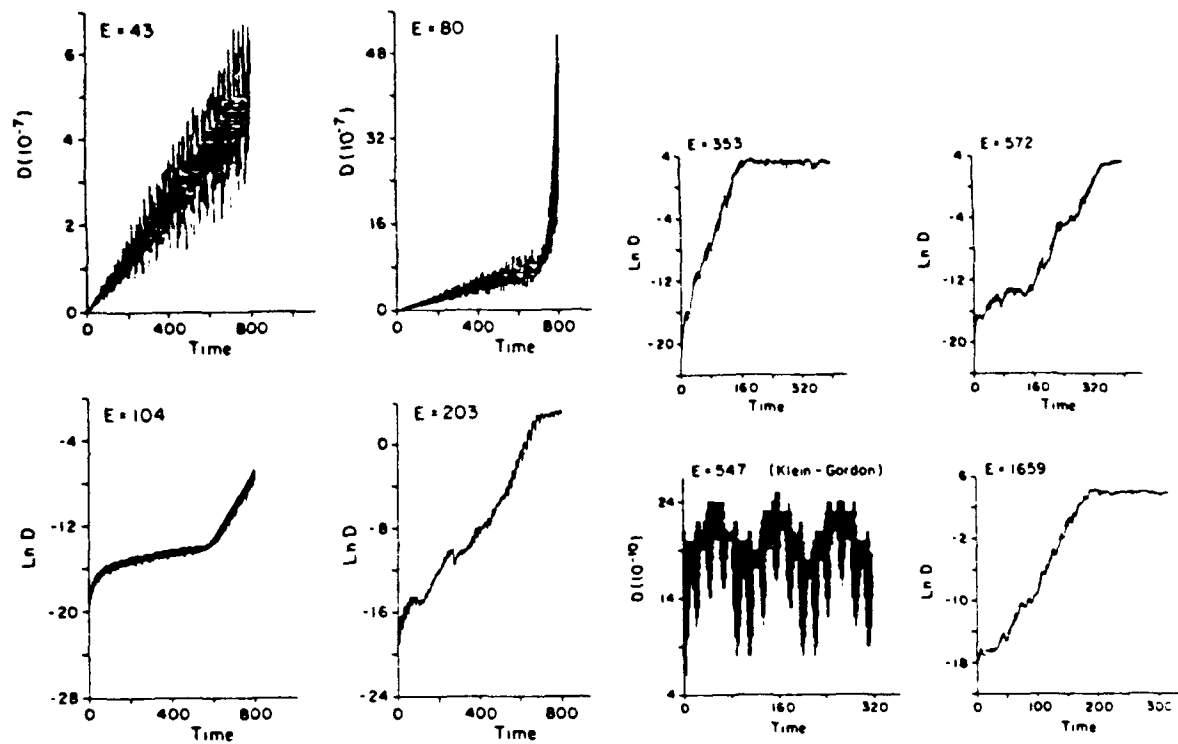 E = 43
6
4
2
0
D(10⁻⁷)
0 400 800
Time
E = 80
48
32
16
0
D(10⁻⁷)
0 400 800
Time
E = 353
4
-4
-12
-20
Ln D
0 160 320
Time
E = 572
4
-4
-12
-20
Ln D
0 160 320
Time
E = 104
-4
-12
-20
-28
Ln D
0 400 800
Time
E = 203
0
-8
-16
-24
Ln D
0 400 800
Time
E = 547 (Klein - Gordon)
24
14
4
D(10⁻¹⁰)
0 160 320
Time
E = 1659
6
-2
-10
-18
Ln D
0 100 200 300
Time